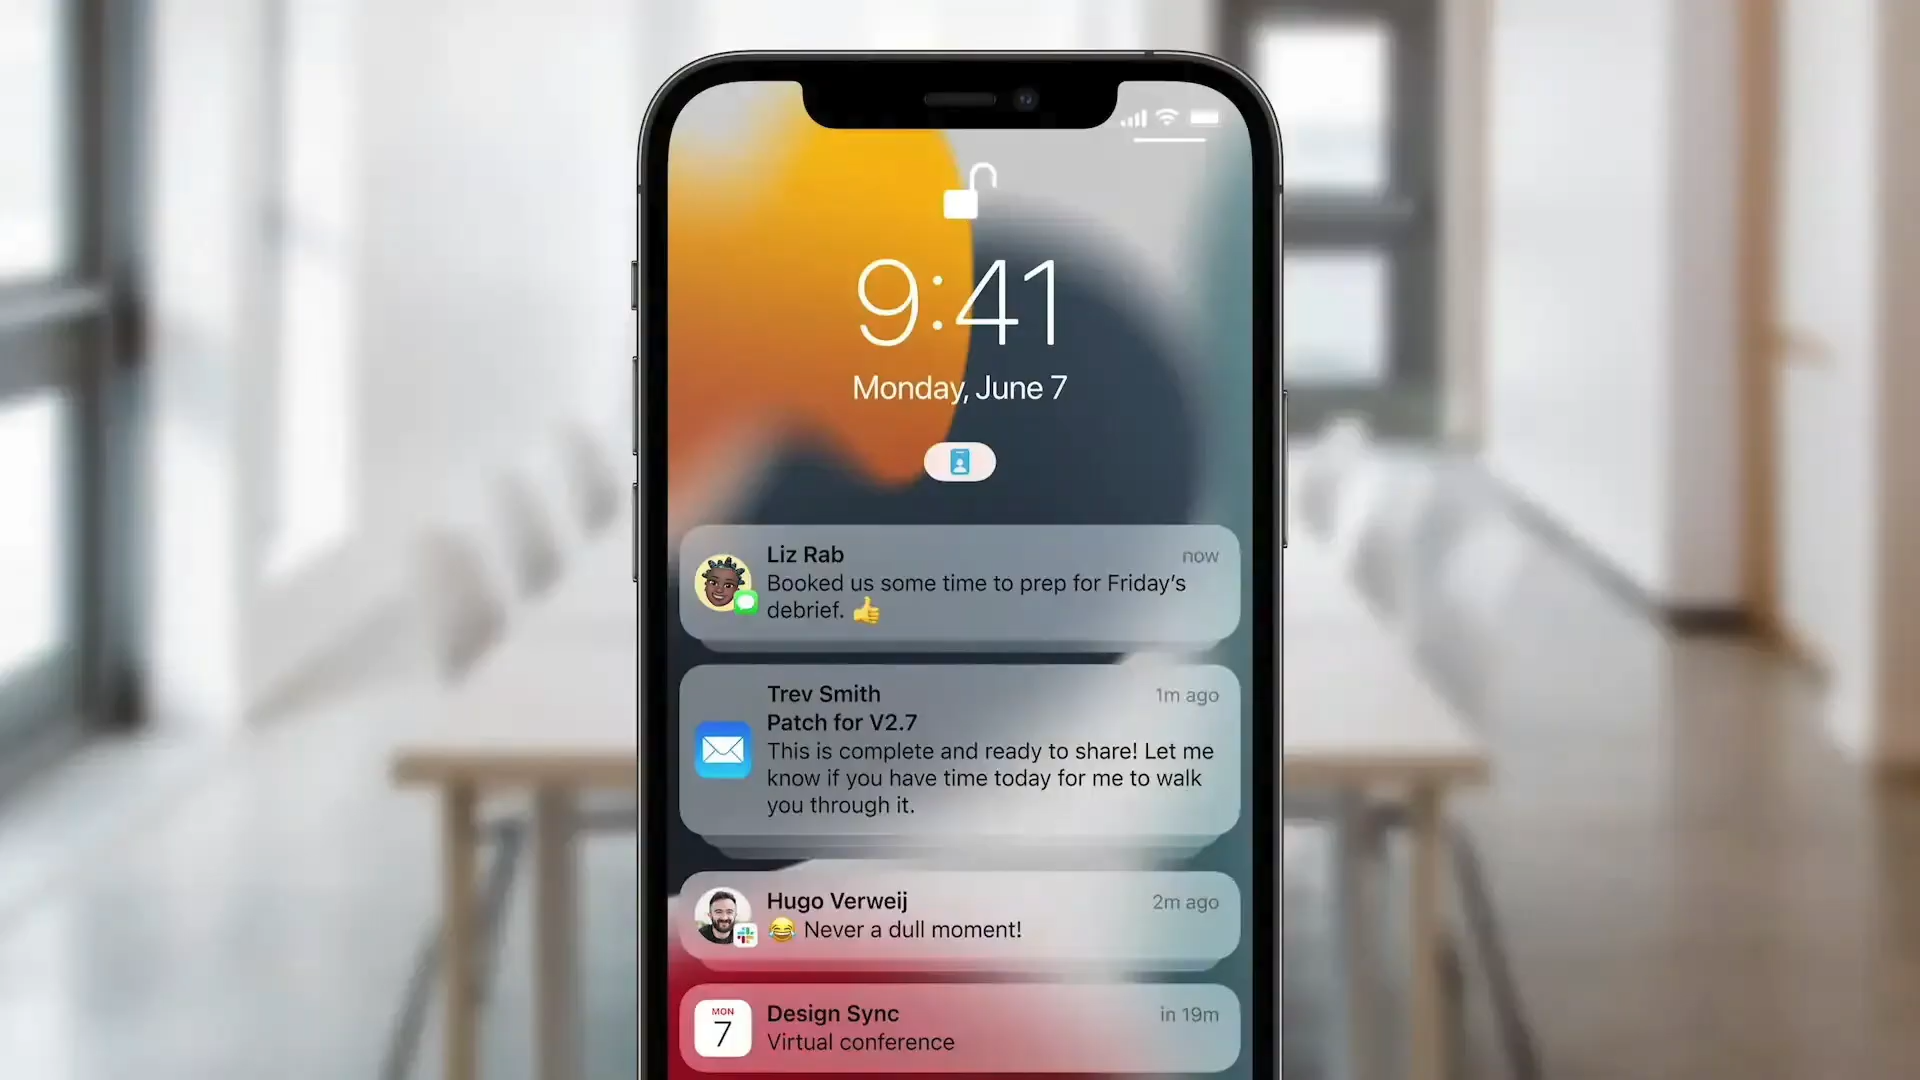 9:41
Monday, June 7
Liz Rab
now
Booked us some time to prep for Friday's
debrief. 👍
Trev Smith
1m ago
Patch for V2.7
This is complete and ready to share! Let me
know if you have time today for me to walk
you through it.
Hugo Verweij
2m ago
😂 Never a dull moment!
MON
7
Design Sync
in 19m
Virtual conference